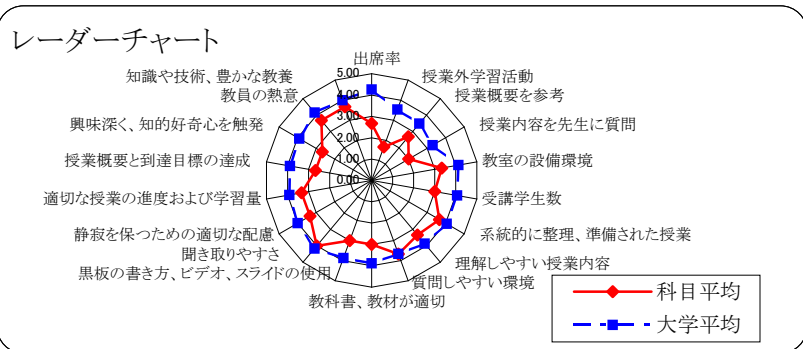 レーダーチャート
出席率
授業外学習活動
授業概要を参考
授業内容を先生に質問
教室の設備環境
受講学生数
系統的に整理、準備された授業
理解しやすい授業内容
質問しやすい環境
教科書、教材が適切
黒板の書き方、ビデオ、スライドの使用
聞き取りやすさ
静寂を保つための適切な配慮
適切な授業の進度および学習量
授業概要と到達目標の達成
興味深く、知的好奇心を触発
教員の熱意
知識や技術、豊かな教養
5.00
4.00
3.00
2.00
1.00
0.00
科目平均
大学平均